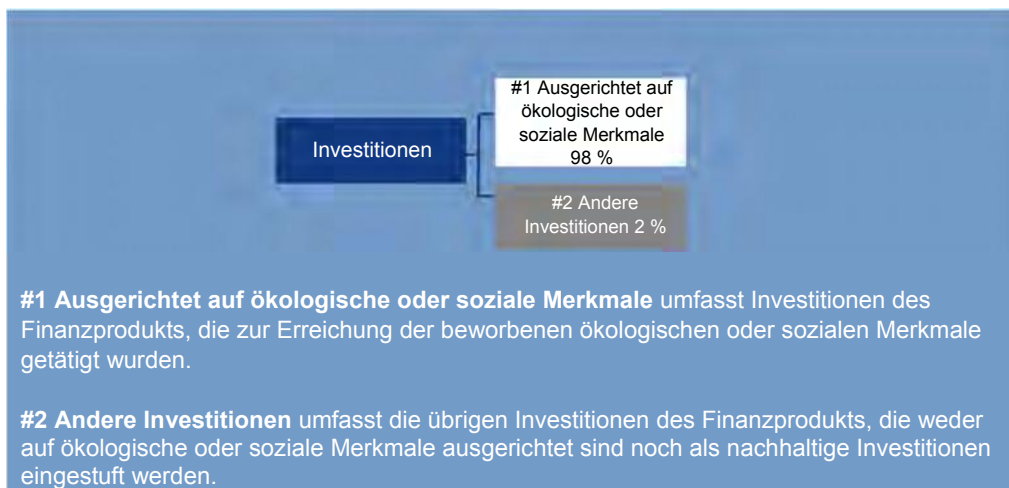 #1 Ausgerichtet auf
ökologische oder
soziale Merkmale
98 %
Investitionen
#2 Andere
Investitionen 2 %
#1 Ausgerichtet auf ökologische oder soziale Merkmale umfasst Investitionen des
Finanzprodukts, die zur Erreichung der beworbenen ökologischen oder sozialen Merkmale
getätigt wurden.
#2 Andere Investitionen umfasst die übrigen Investitionen des Finanzprodukts, die weder
auf ökologische oder soziale Merkmale ausgerichtet sind noch als nachhaltige Investitionen
eingestuft werden.